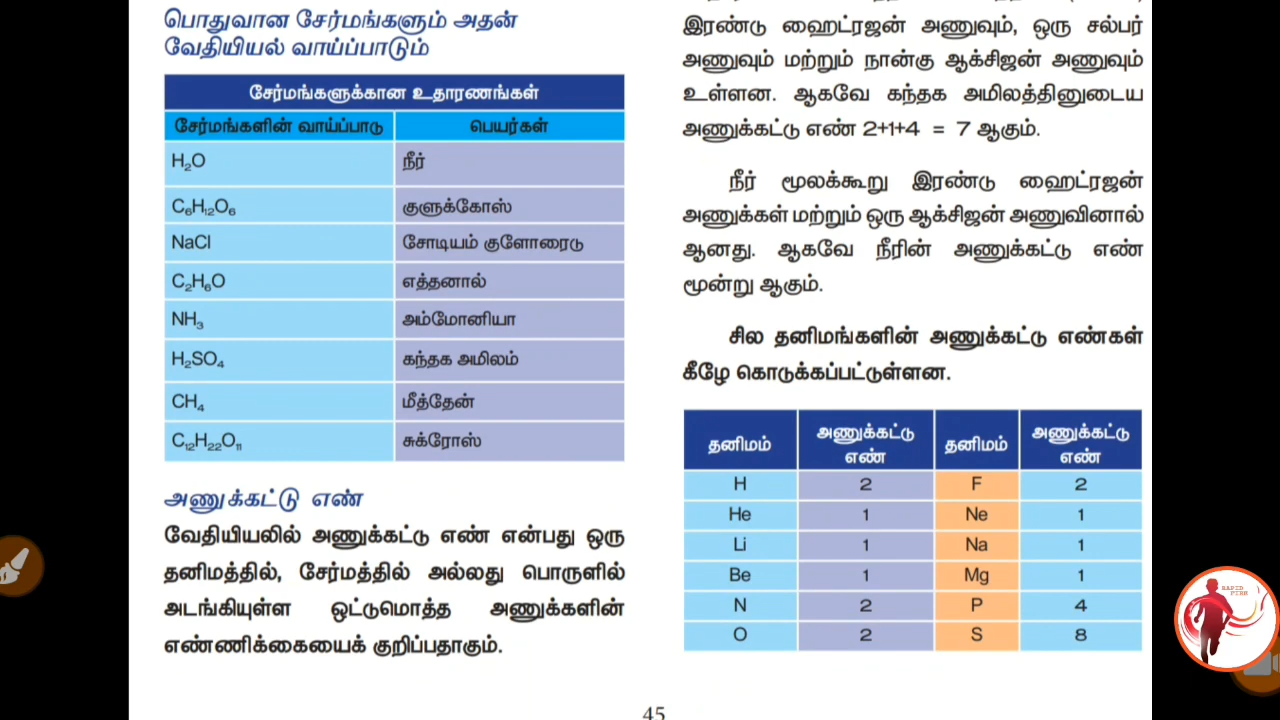 பொதுவான சேர்மங்களும் அதன்
வேதியியல் வாய்ப்பாடும்
சேர்மங்களுக்கான உதாரணங்கள்
சேர்மங்களின் வாய்ப்பாடு பெயர்கள்
H₂O நீர்
C₆H₁₂O₆ குளுக்கோஸ்
NaCl சோடியம் குளோரைடு
C₂H₆O எத்தனால்
NH₃ அம்மோனியா
H₂SO₄ கந்தக அமிலம்
CH₄ மீத்தேன்
C₁₂H₂₂O₁₁ சுக்ரோஸ்
அணுக்கட்டு எண்
வேதியியலில் அணுக்கட்டு எண் என்பது ஒரு
தனிமத்தில், சேர்மத்தில் அல்லது பொருளில்
அடங்கியுள்ள ஒட்டுமொத்த அணுக்களின்
எண்ணிக்கையைக் குறிப்பதாகும்.
இரண்டு ஹைட்ரஜன் அணுவும், ஒரு சல்பர்
அணுவும் மற்றும் நான்கு ஆக்சிஜன் அணுவும்
உள்ளன. ஆகவே கந்தக அமிலத்தினுடைய
அணுக்கட்டு எண் 2+1+4 = 7 ஆகும்.
நீர் மூலக்கூறு இரண்டு ஹைட்ரஜன்
அணுக்கள் மற்றும் ஒரு ஆக்சிஜன் அணுவினால்
ஆனது. ஆகவே நீரின் அணுக்கட்டு எண்
மூன்று ஆகும்.
சில தனிமங்களின் அணுக்கட்டு எண்கள்
கீழே கொடுக்கப்பட்டுள்ளன.
தனிமம் அணுக்கட்டு எண் தனிமம் அணுக்கட்டு எண்
H 2 F 2
He 1 Ne 1
Li 1 Na 1
Be 1 Mg 1
N 2 P 4
O 2 S 8
45
RAPID